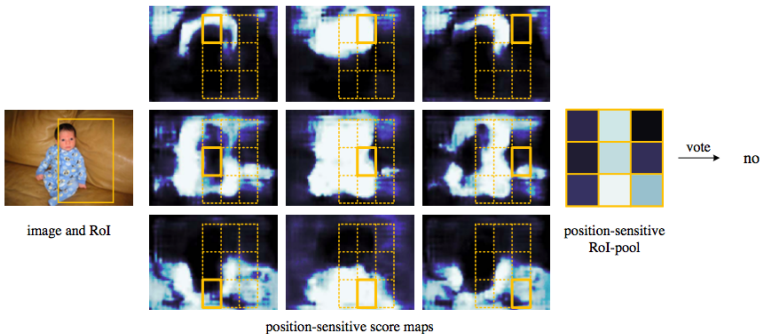 image and RoI
position-sensitive score maps
position-sensitive
RoI-pool
vote
no